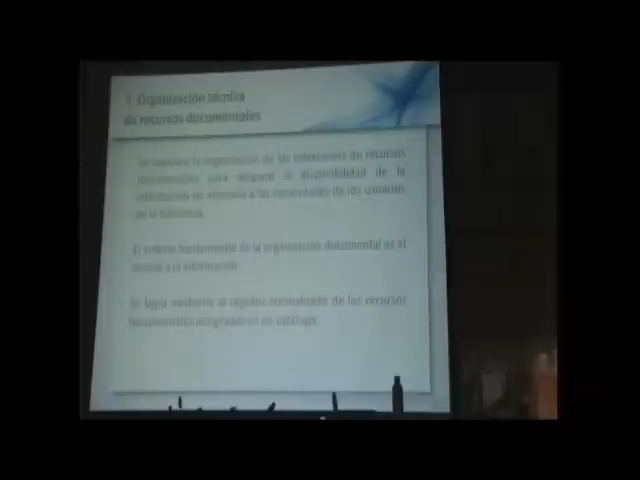 Organización técnica
de recursos documentales
Se requiere la organización de las colecciones de recursos
documentales para asegurar la disponibilidad de la
información en atención a las necesidades de los usuarios
de la biblioteca.
El criterio fundamental de la organización documental es el
acceso a la información.
Se logra mediante el registro normalizado de los recursos
documentales integrados en un catálogo